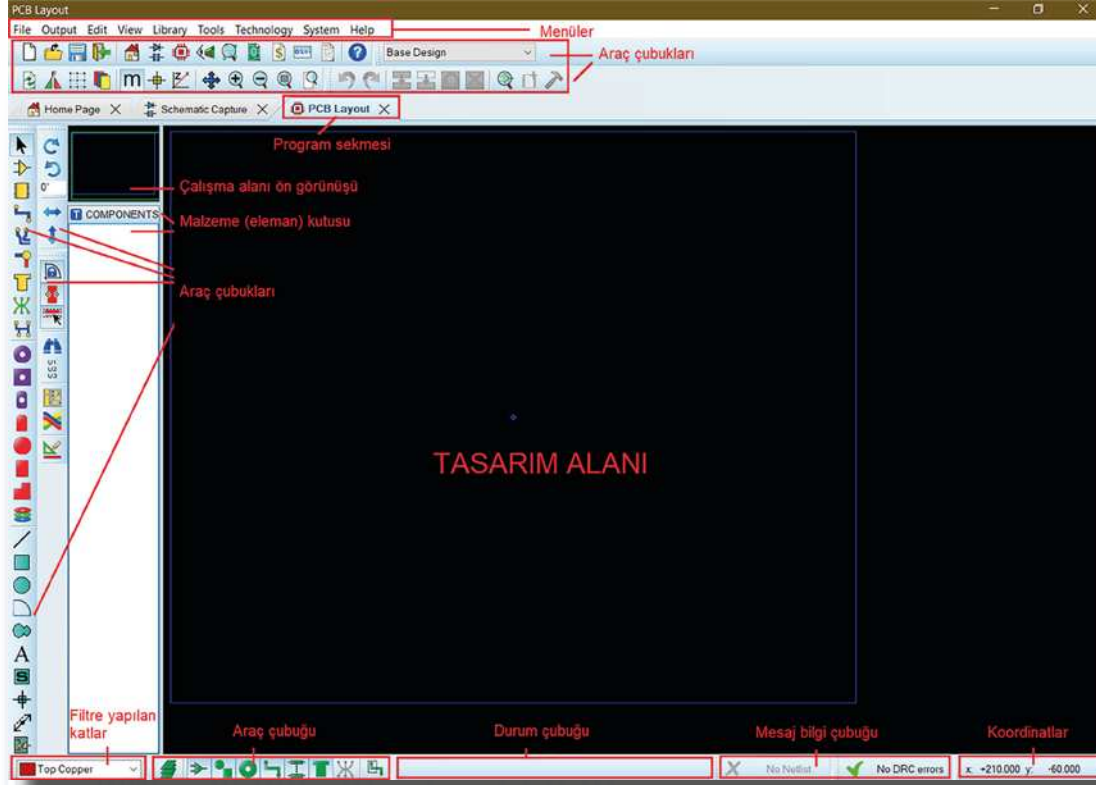 PCB Layout
File Output Edit View Library Tools Technology System Help
Menüler
Base Design
Araç çubukları
Home Page
Schematic Capture
PCB Layout
Program sekmesi
0°
Çalışma alanı ön görünüşü
COMPONENTS
Malzeme (eleman) kutusu
Araç çubukları
TASARIM ALANI
Filtre yapılan
katlar
Araç çubuğu
Durum çubuğu
Mesaj bilgi çubuğu
Koordinatlar
Top Copper
No Netlist
No DRC errors
x: +210.000 y: -60.000